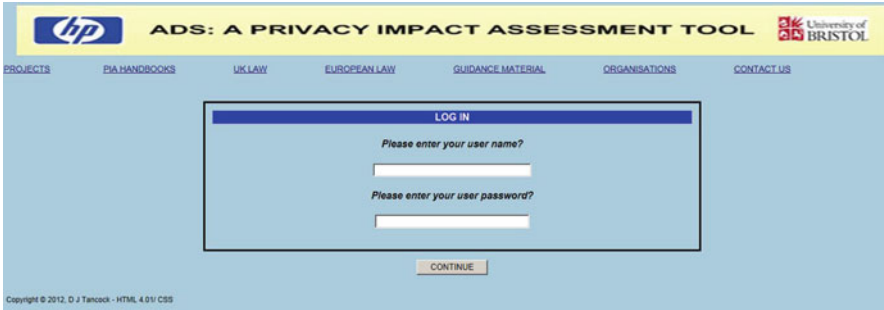 hp ADS: A PRIVACY IMPACT ASSESSMENT TOOL University of BRISTOL
PROJECTS PIA HANDBOOKS UK LAW EUROPEAN LAW GUIDANCE MATERIAL ORGANISATIONS CONTACT US
LOG IN
Please enter your user name?
Please enter your user password?
CONTINUE
Copyright © 2012, D J Tancock - HTML 4.01/ CSS